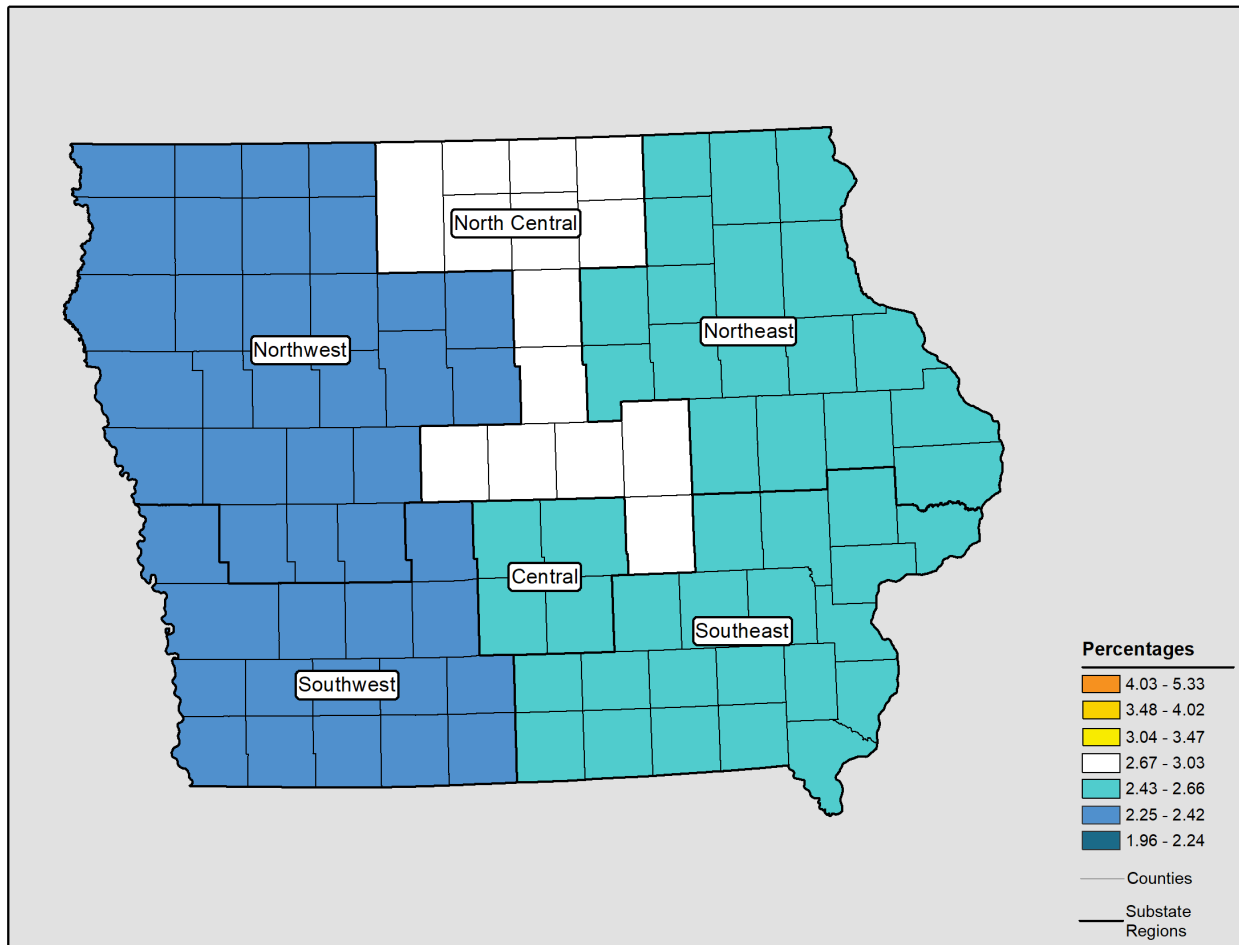 North Central
Northeast
Northwest
Central
Southeast
Southwest
Percentages
4.03 - 5.33
3.48 - 4.02
3.04 - 3.47
2.67 - 3.03
2.43 - 2.66
2.25 - 2.42
1.96 - 2.24
Counties
Substate
Regions